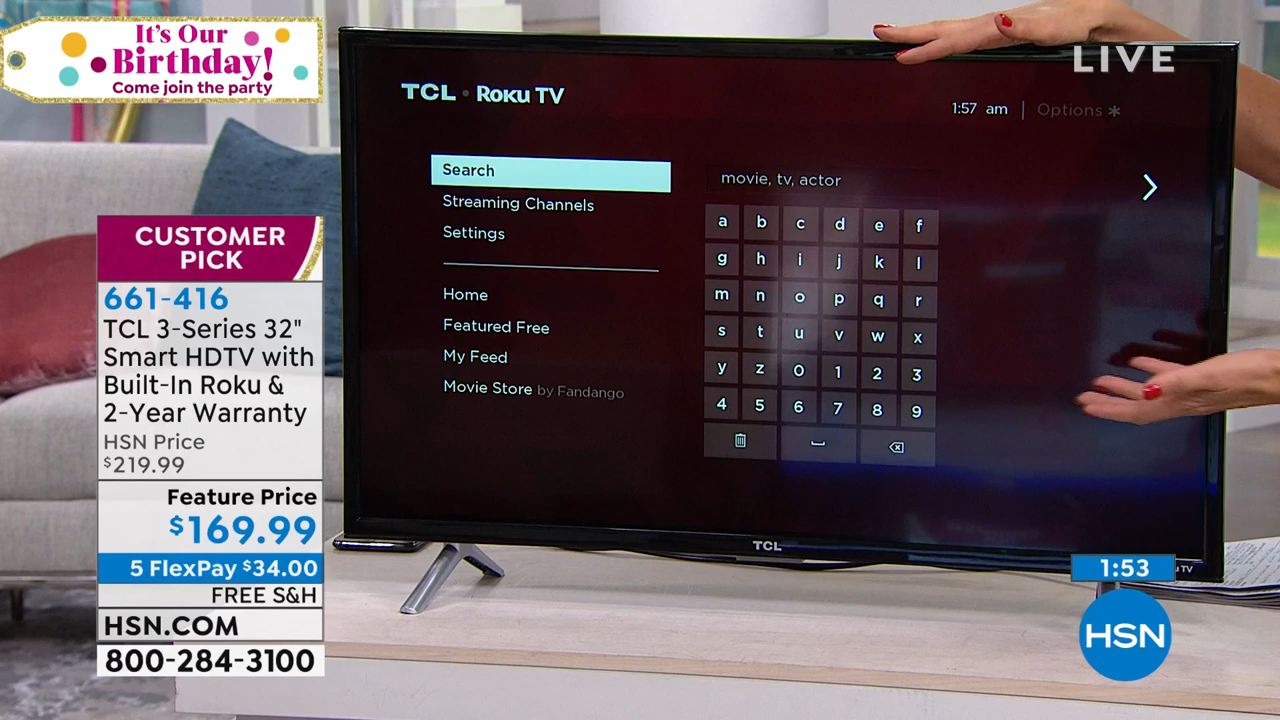 It's Our
Birthday!
Come join the party
LIVE
TCL • Roku TV
1:57 am | Options *
Search
Streaming Channels
Settings
Home
Featured Free
My Feed
Movie Store by Fandango
movie, tv, actor
a b c d e f
g h i j k l
m n o p q r
s t u v w x
y z 0 1 2 3
4 5 6 7 8 9
TCL
TV
CUSTOMER
PICK
661-416
TCL 3-Series 32"
Smart HDTV with
Built-In Roku &
2-Year Warranty
HSN Price
$219.99
Feature Price
$169.99
5 FlexPay $34.00
FREE S&H
HSN.COM
800-284-3100
1:53
HSN